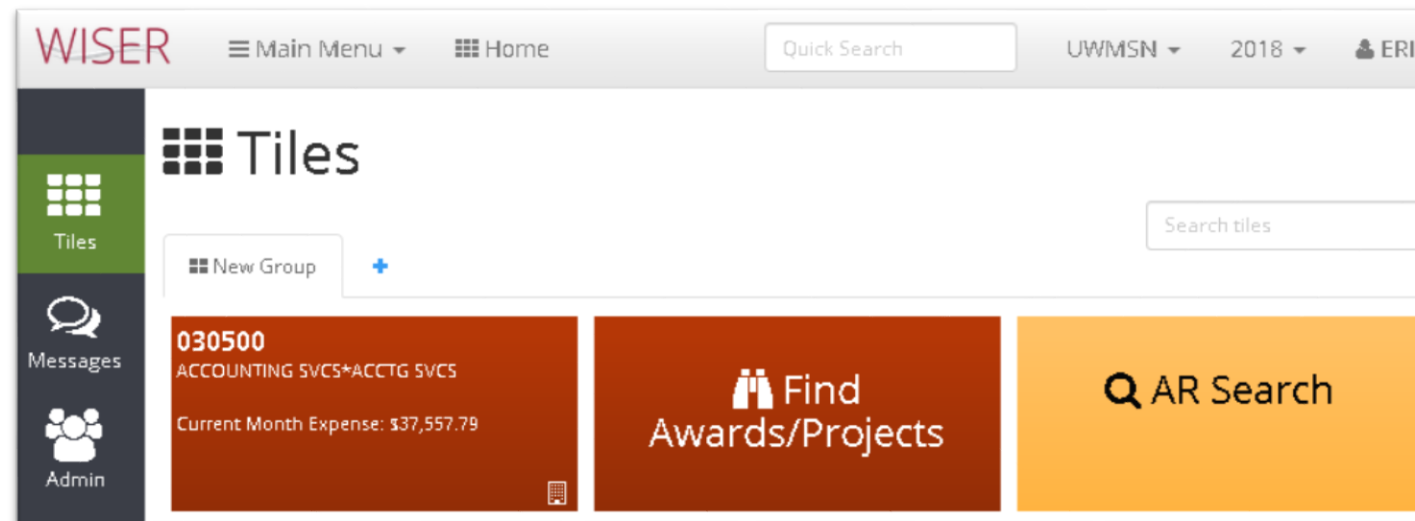 WISER Main Menu Home Quick Search UWMSN 2018 ERI
Tiles
Search tiles
Tiles
New Group
Messages
Admin
030500
ACCOUNTING SVCS*ACCTG SVCS
Current Month Expense: $37,557.79
Find
Awards/Projects
AR Search